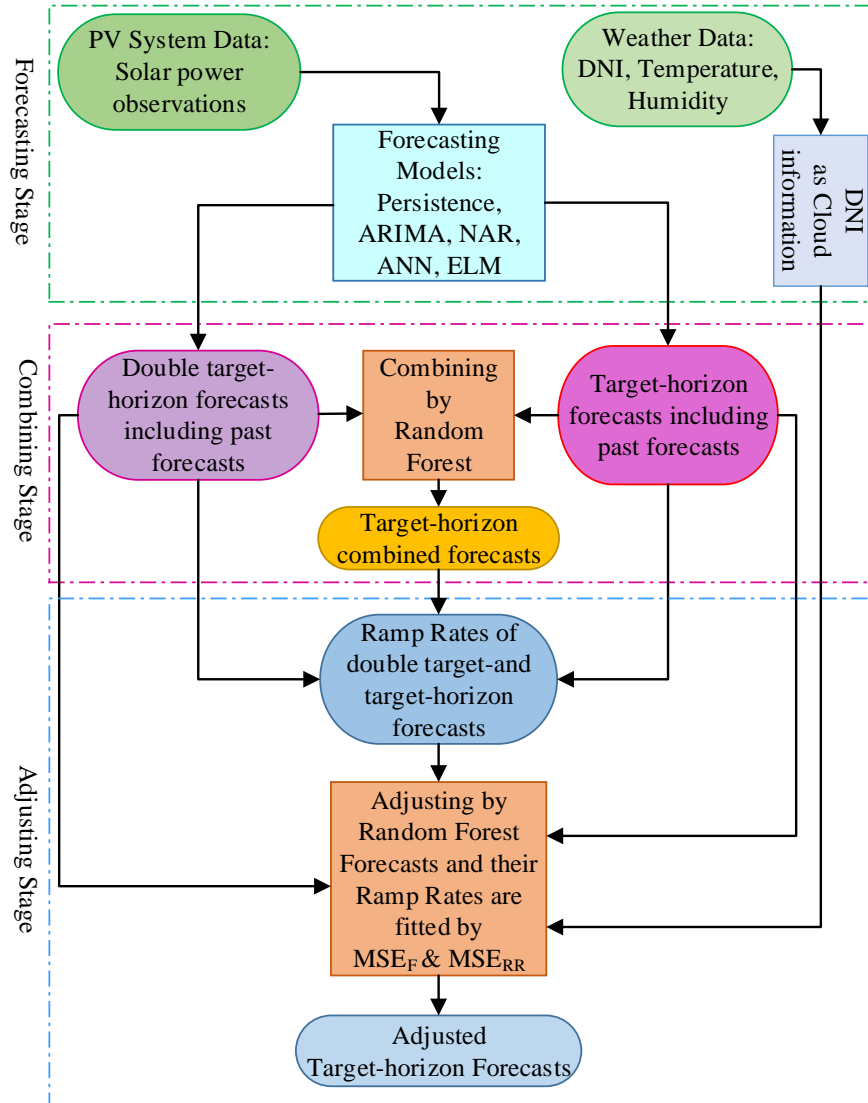 Forecasting Stage
PV System Data:
Solar power
observations
Weather Data:
DNI, Temperature,
Humidity
Forecasting
Models:
Persistence,
ARIMA, NAR,
ANN, ELM
DNI
as Cloud
information
Combining Stage
Double target-
horizon forecasts
including past
forecasts
Combining
by
Random
Forest
Target-horizon
forecasts including
past forecasts
Target-horizon
combined forecasts
Adjusting Stage
Ramp Rates of
double target-and
target-horizon
forecasts
Adjusting by
Random Forest
Forecasts and their
Ramp Rates are
fitted by
MSE_F & MSE_RR
Adjusted
Target-horizon Forecasts